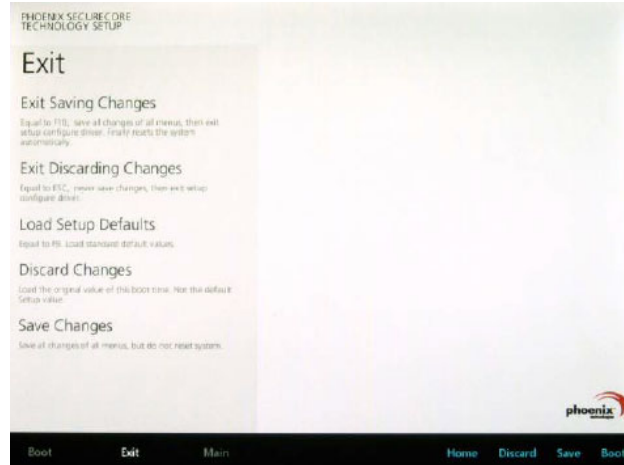 PHOENIX SECURECORE
TECHNOLOGY SETUP
Exit
Exit Saving Changes
Equal to F10, save all changes of all menus, then exit
setup configure driver. Finally resets the system
automatically.
Exit Discarding Changes
Equal to ESC, never save changes, then exit setup
configure driver.
Load Setup Defaults
Equal to F9. Load standard default values.
Discard Changes
Load the original value of this boot time. Not the default
Setup value.
Save Changes
Save all changes of all menus, but do not reset system.
phoenix
technologies
Boot Exit Main Home Discard Save Boot